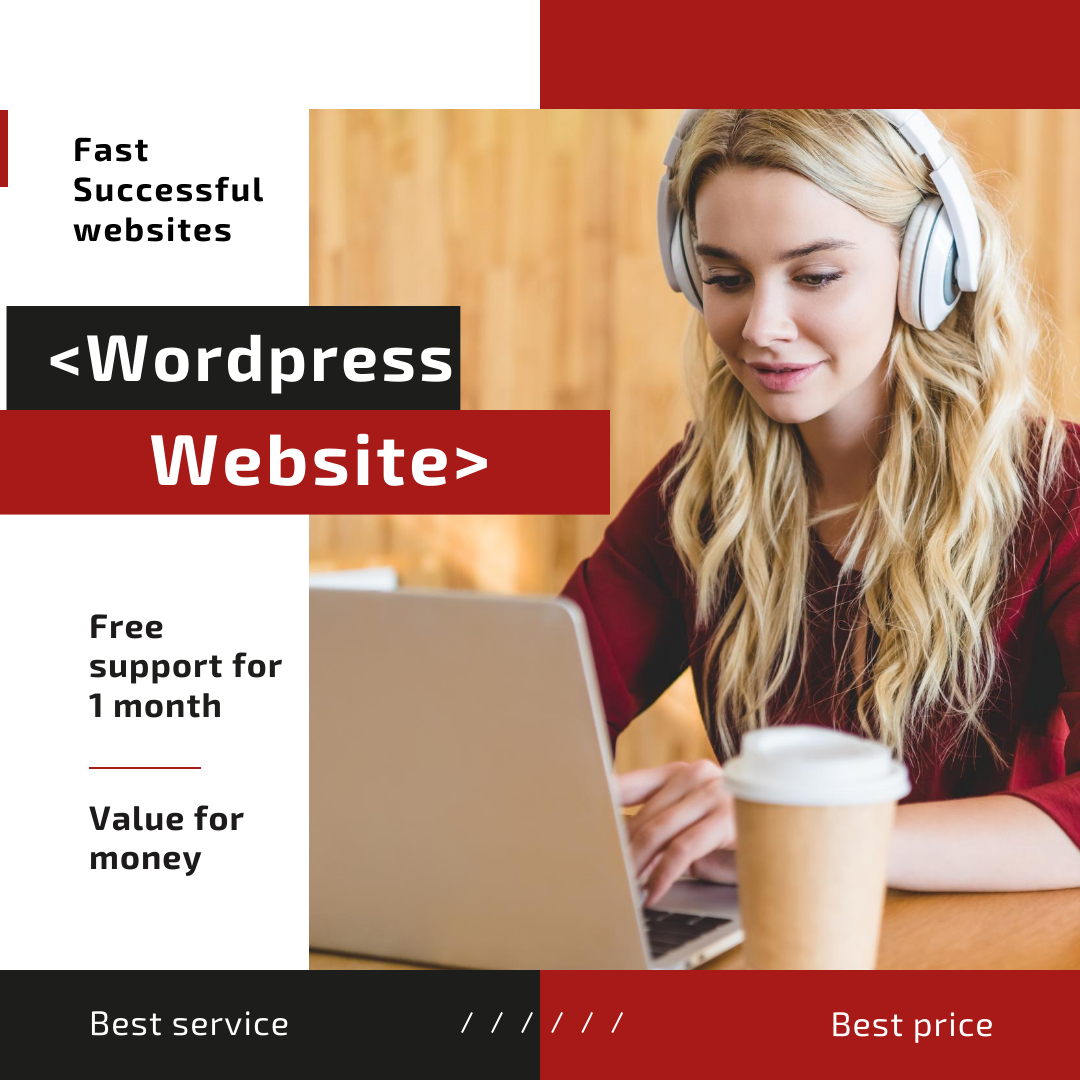 Fast
Successful
websites
<Wordpress
Website>
Free
support for
1 month
Value for
money
Best service
//////
Best price